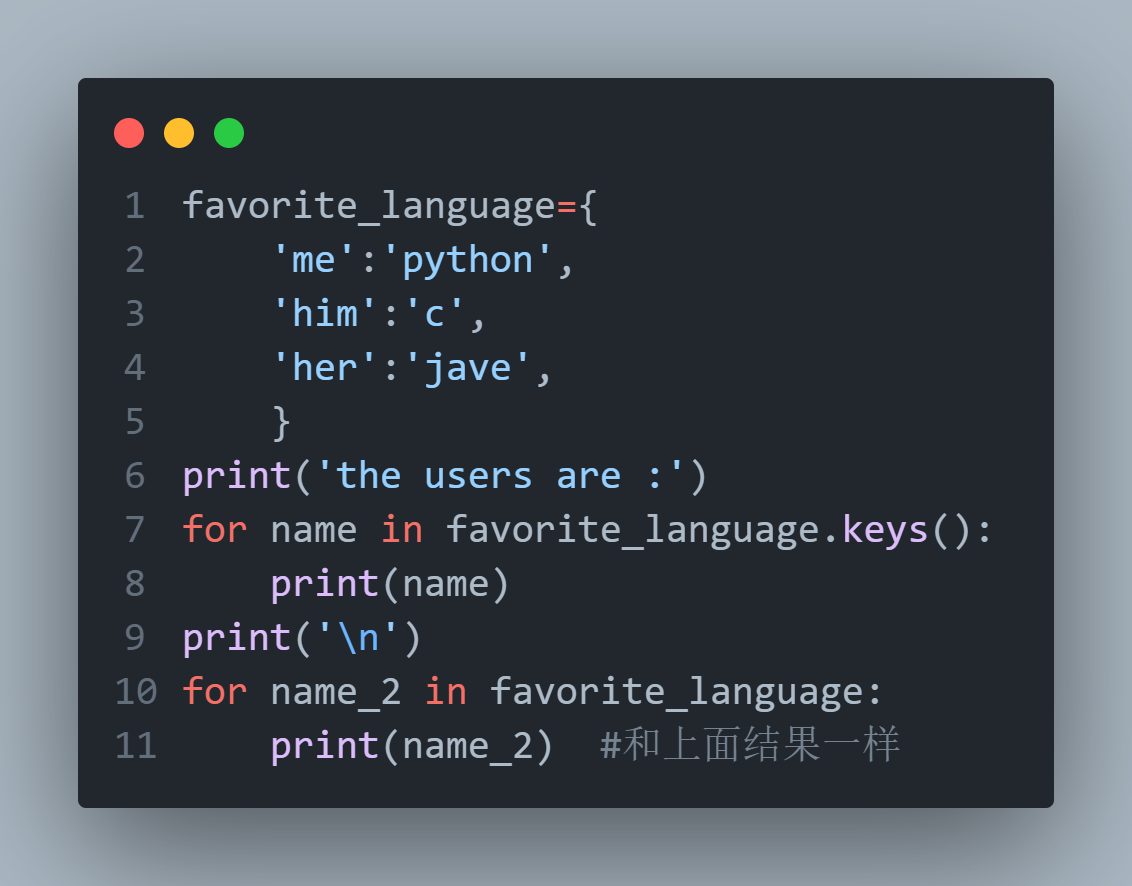 1 favorite_language={
2     'me':'python',
3     'him':'c',
4     'her':'jave',
5     }
6 print('the users are :')
7 for name in favorite_language.keys():
8     print(name)
9 print('\n')
10 for name_2 in favorite_language:
11     print(name_2)  #和上面结果一样